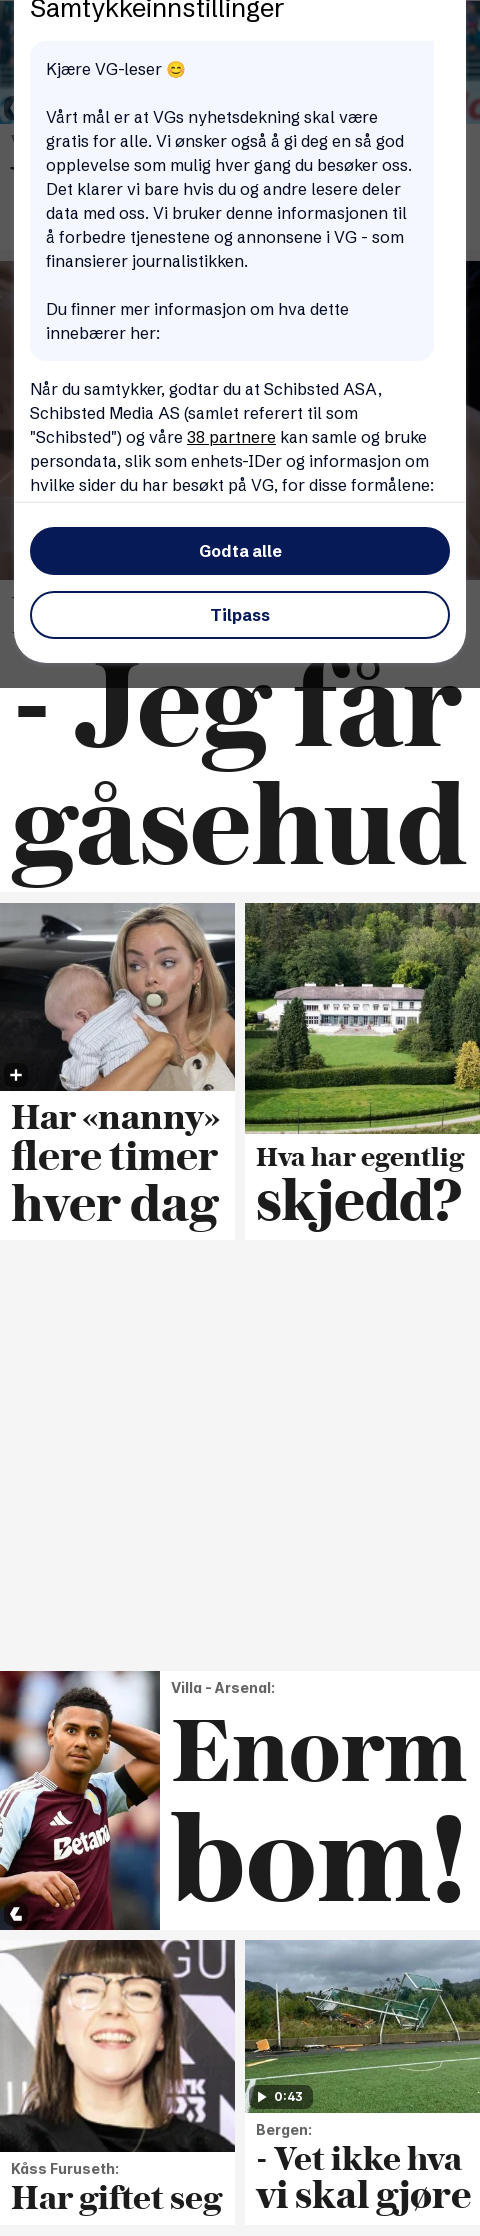 Samtykkeinnstillinger
Kjære VG-leser 😊
Vårt mål er at VGs nyhetsdekning skal være
gratis for alle. Vi ønsker også å gi deg en så god
opplevelse som mulig hver gang du besøker oss.
Det klarer vi bare hvis du og andre lesere deler
data med oss. Vi bruker denne informasjonen til
å forbedre tjenestene og annonsene i VG - som
finansierer journalistikken.
Du finner mer informasjon om hva dette
innebærer her:
Når du samtykker, godtar du at Schibsted ASA,
Schibsted Media AS (samlet referert til som
"Schibsted") og våre 38 partnere kan samle og bruke
persondata, slik som enhets-IDer og informasjon om
hvilke sider du har besøkt på VG, for disse formålene:
Godta alle
Tilpass
- Jeg får
gåsehud
Har «nanny»
flere timer
hver dag
Hva har egentlig
skjedd?
Villa - Arsenal:
Enorm
bom!
Betano
0:43
Kåss Furuseth:
Har giftet seg
Bergen:
- Vet ikke hva
vi skal gjøre